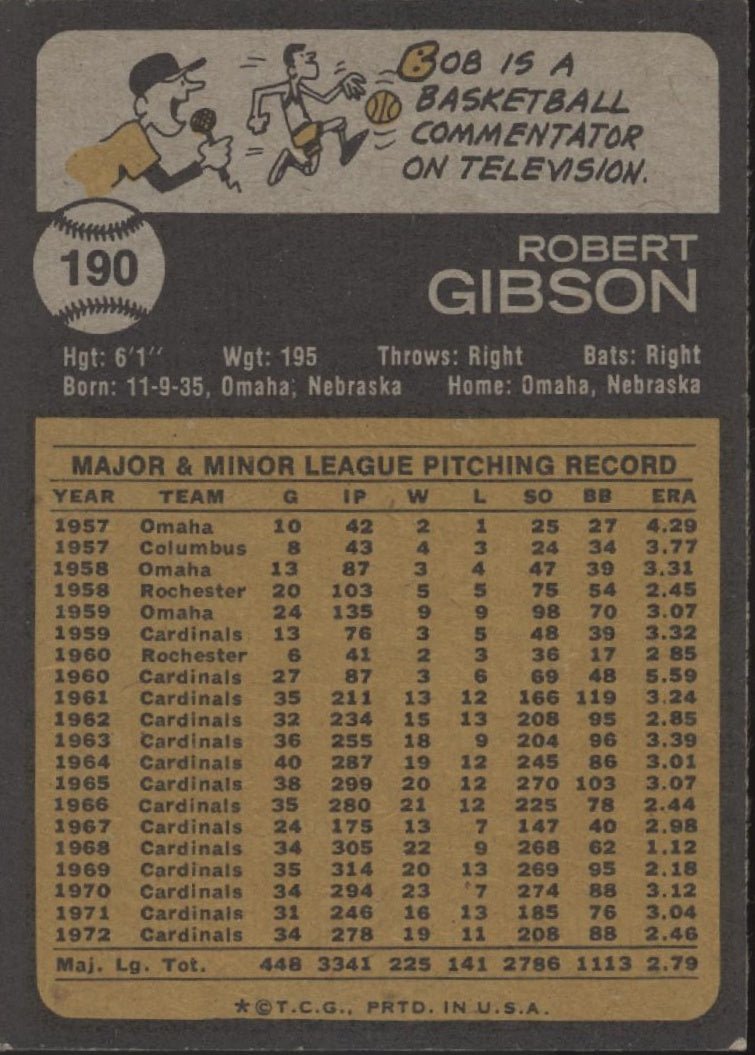 BOB IS A
BASKETBALL
COMMENTATOR
ON TELEVISION.
190
ROBERT
GIBSON
Hgt: 6'1" Wgt: 195 Throws: Right Bats: Right
Born: 11-9-35, Omaha, Nebraska Home: Omaha, Nebraska
MAJOR & MINOR LEAGUE PITCHING RECORD
YEAR TEAM G IP W L SO BB ERA
1957 Omaha 10 42 2 1 25 27 4.29
1957 Columbus 8 43 4 3 24 34 3.77
1958 Omaha 13 87 3 4 47 39 3.31
1958 Rochester 20 103 5 5 75 54 2.45
1959 Omaha 24 135 9 9 98 70 3.07
1959 Cardinals 13 76 3 5 48 39 3.32
1960 Rochester 6 41 2 3 36 17 2 85
1960 Cardinals 27 87 3 6 69 48 5.59
1961 Cardinals 35 211 13 12 166 119 3.24
1962 Cardinals 32 234 15 13 208 95 2.85
1963 Cardinals 36 255 18 9 204 96 3.39
1964 Cardinals 40 287 19 12 245 86 3.01
1965 Cardinals 38 299 20 12 270 103 3.07
1966 Cardinals 35 280 21 12 225 78 2.44
1967 Cardinals 24 175 13 7 147 40 2.98
1968 Cardinals 34 305 22 9 268 62 1.12
1969 Cardinals 35 314 20 13 269 95 2.18
1970 Cardinals 34 294 23 7 274 88 3.12
1971 Cardinals 31 246 16 13 185 76 3.04
1972 Cardinals 34 278 19 11 208 88 2.46
Maj. Lg. Tot. 448 3341 225 141 2786 1113 2.79
*©T.C.G., PRTD. IN U.S.A.